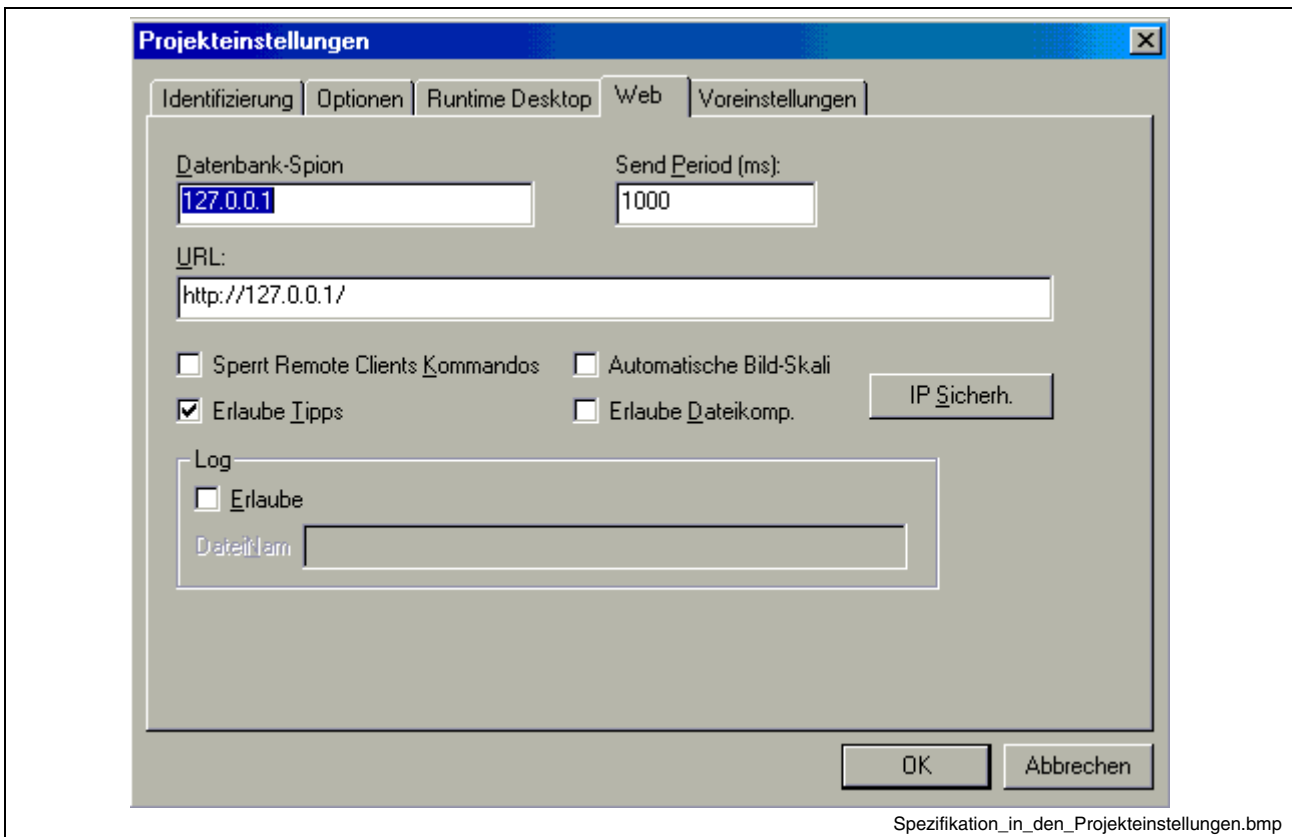 Projekteinstellungen
Identifizierung Optionen Runtime Desktop Web Voreinstellungen
Datenbank-Spion Send Period (ms):
127.0.0.1 1000
URL:
http://127.0.0.1/
Sperrt Remote Clients Kommandos Automatische Bild-Skali
IP Sicherh.
Erlaube Tipps Erlaube Dateikomp.
Log
Erlaube
DateiNam
OK Abbrechen
Spezifikation_in_den_Projekteinstellungen.bmp